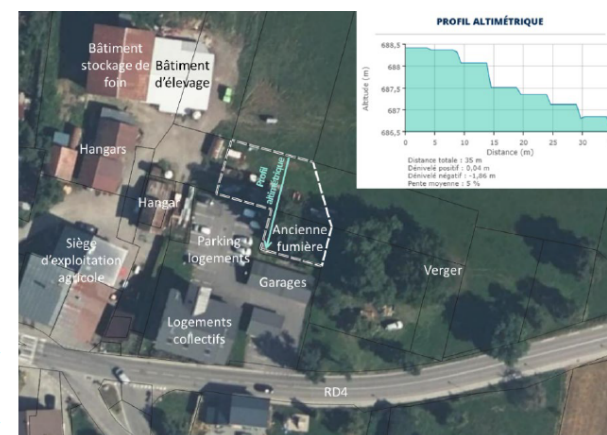 PROFIL ALTIMÉTRIQUE
688,5
688
687,5
687
686,5
Altitude (m)
0
5
10
15
20
25
30
Distance (m)
Distance totale : 35 m
Dénivelé positif : 0,04 m
Dénivelé négatif : -1,86 m
Pente moyenne : 5 %
Bâtiment
stockage de
foin
Bâtiment
d'élevage
Hangars
Hangar
Profil
altimétrique
Siège
d'exploitation
agricole
Parking
logements
Ancienne
fumière
Garages
Verger
Logements
collectifs
RD4